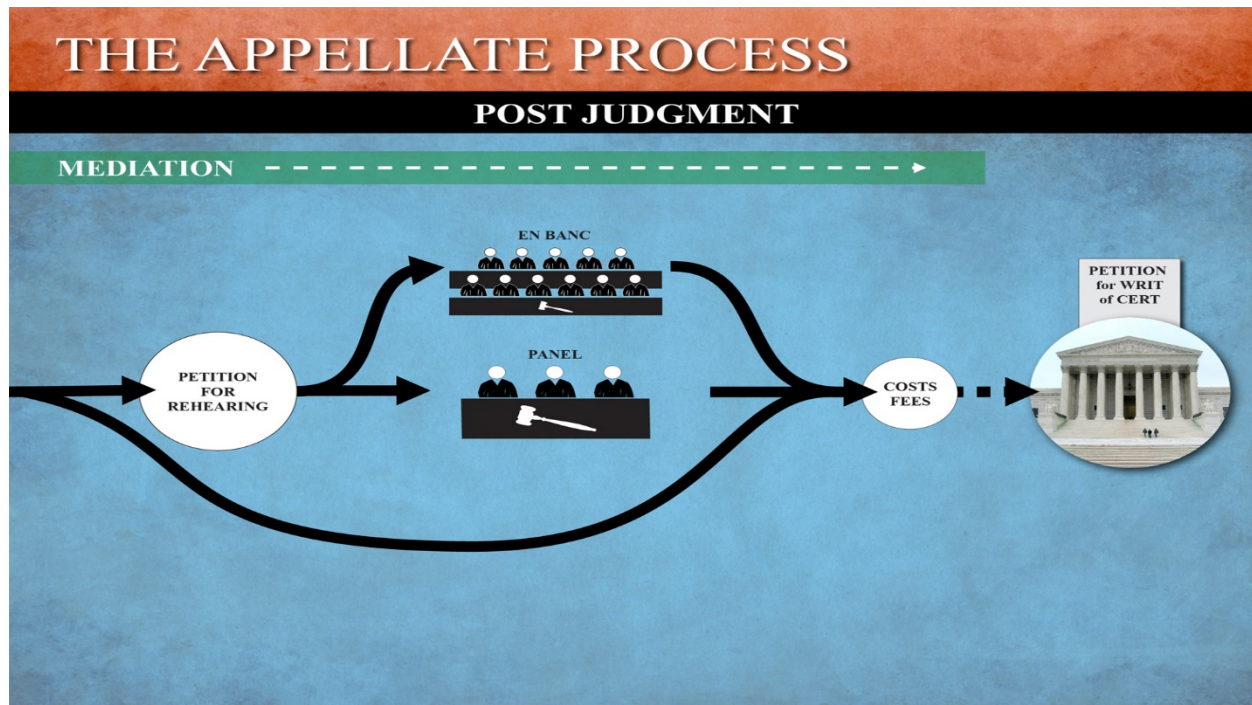 THE APPELLATE PROCESS
POST JUDGMENT
MEDIATION
EN BANC
PETITION
for WRIT
of CERT
PANEL
PETITION
FOR
REHEARING
COSTS
FEES